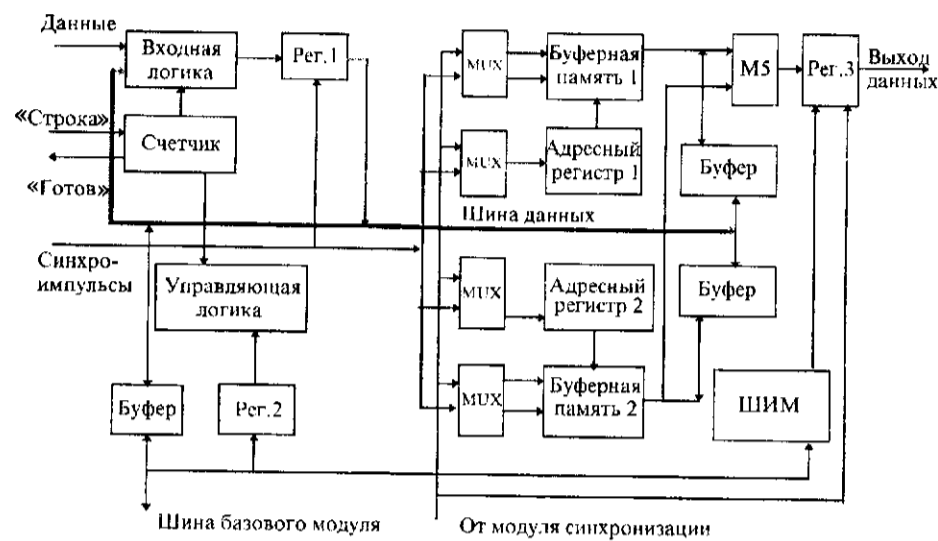 Данные
Входная
логика
Рег.1
MUX
Буферная
память 1
М5
Рег.3
Выход
данных
«Строка»
Счетчик
MUX
Адресный
регистр 1
Буфер
«Готов»
Шина данных
Синхро-
импульсы
Управляющая
логика
MUX
Адресный
регистр 2
Буфер
Буфер
Рег.2
MUX
Буферная
память 2
ШИМ
Шина базового модуля
От модуля синхронизации